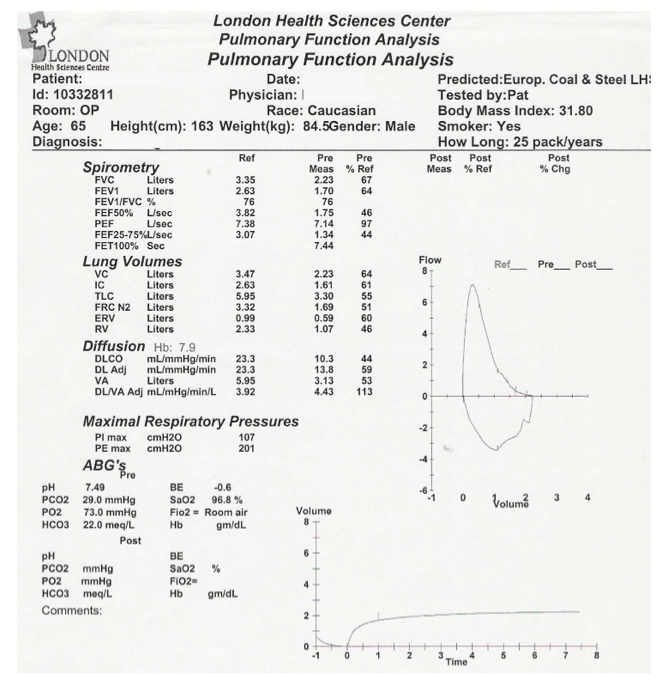 London Health Sciences Center
Pulmonary Function Analysis
Pulmonary Function Analysis
LONDON
Health Sciences Centre
Patient: Date: Predicted:Europ. Coal & Steel LHS
Id: 10332811 Physician: Tested by:Pat
Room: OP Race: Caucasian Body Mass Index: 31.80
Age: 65 Height(cm): 163 Weight(kg): 84.5Gender: Male Smoker: Yes
Diagnosis: How Long: 25 pack/years
Ref Pre Pre Post Post Post
Spirometry Meas % Ref Meas % Ref % Chg
FVC Liters 3.35 2.23 67
FEV1 Liters 2.63 1.70 64
FEV1/FVC % 76 76
FEF50% L/sec 3.82 1.75 46
PEF L/sec 7.38 7.14 97
FEF25-75%L/sec 3.07 1.34 44
FET100% Sec 7.44
Lung Volumes
VC Liters 3.47 2.23 64
IC Liters 2.63 1.61 61
TLC Liters 5.95 3.30 55
FRC N2 Liters 3.32 1.69 51
ERV Liters 0.99 0.59 60
RV Liters 2.33 1.07 46
Diffusion Hb: 7.9
DLCO mL/mmHg/min 23.3 10.3 44
DL Adj mL/mmHg/min 23.3 13.8 59
VA Liters 5.95 3.13 53
DL/VA Adj mL/mHg/min/L 3.92 4.43 113
Maximal Respiratory Pressures
PI max cmH2O 107
PE max cmH2O 201
ABG's
Pre
pH 7.49 BE -0.6
PCO2 29.0 mmHg SaO2 96.8 %
PO2 73.0 mmHg Fio2 = Room air
HCO3 22.0 meq/L Hb gm/dL
Post
pH BE
PCO2 mmHg SaO2 %
PO2 mmHg FiO2=
HCO3 meq/L Hb gm/dL
Comments:
Flow
Ref Pre Post
8
6
4
2
0
-2
-4
-6
-1 0 1 2 3 4
Volume
Volume
8
6
4
2
0
-1 0 1 2 3 4 5 6 7 8
Time